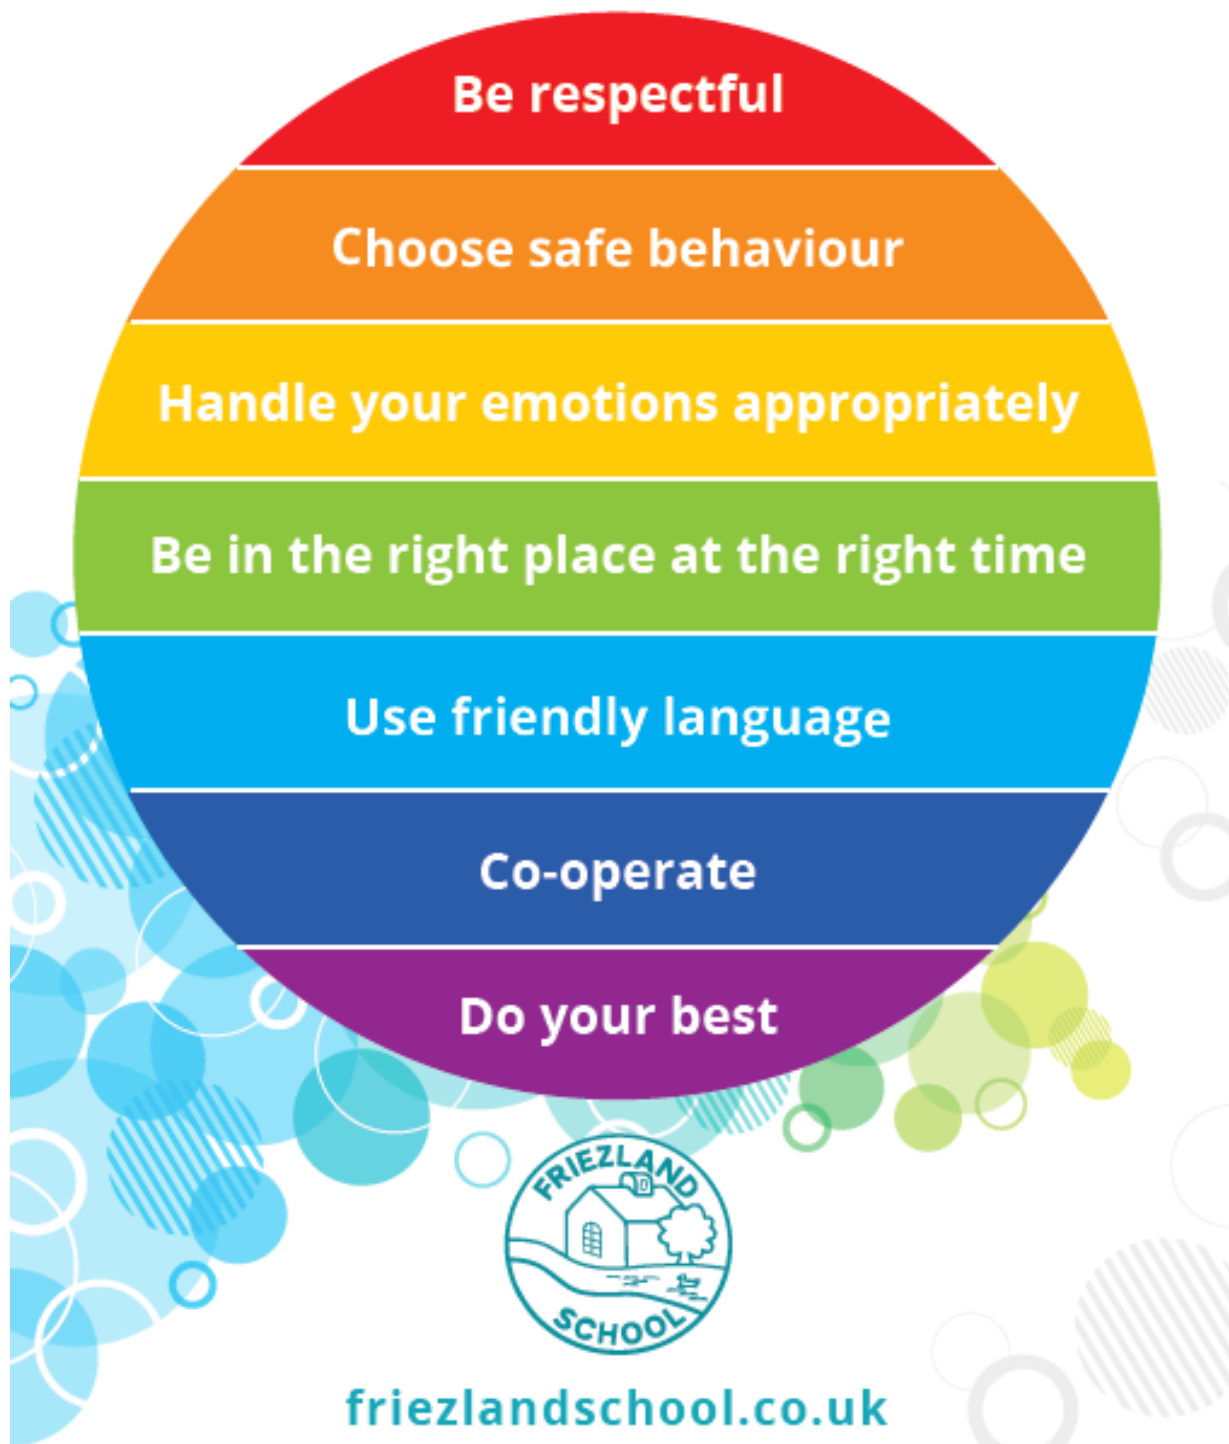 Be respectful
Choose safe behaviour
Handle your emotions appropriately
Be in the right place at the right time
Use friendly language
Co-operate
Do your best
FRIEZLAND
SCHOOL
friezlandschool.co.uk